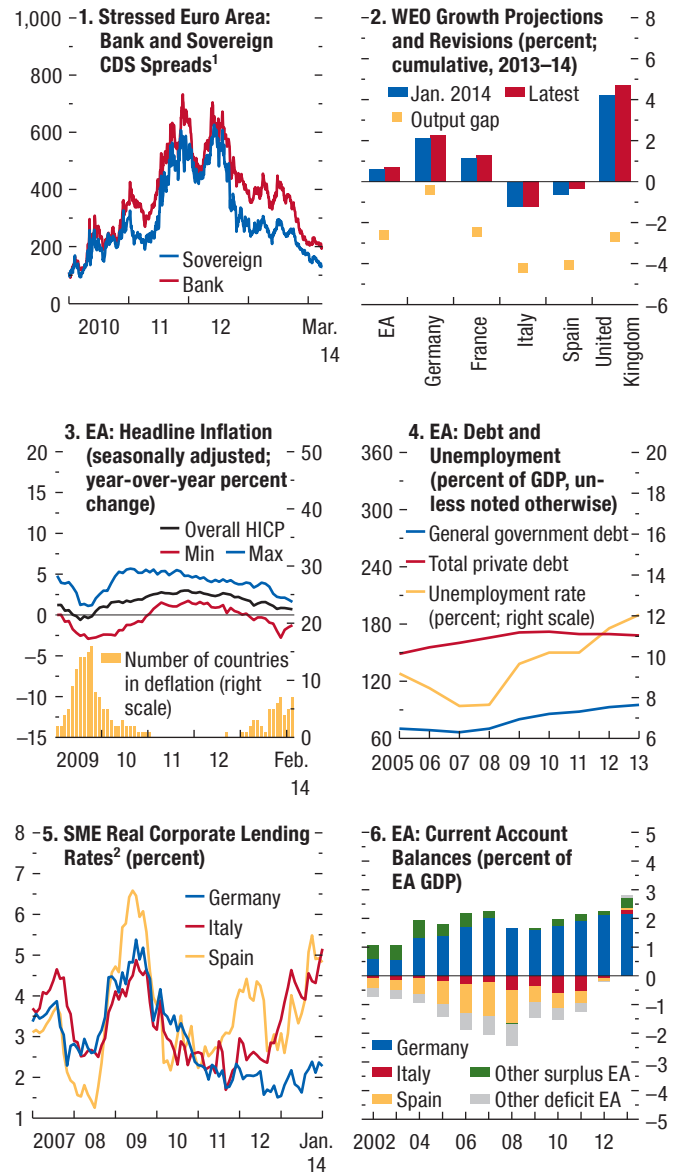 1. Stressed Euro Area:
Bank and Sovereign
CDS Spreads1
1,000
800
600
400
200
0
Sovereign
Bank
2010
11
12
Mar.
14
2. WEO Growth Projections
and Revisions (percent;
cumulative, 2013–14)
Jan. 2014
Latest
Output gap
8
6
4
2
0
–2
–4
–6
EA
Germany
France
Italy
Spain
United
Kingdom
3. EA: Headline Inflation
(seasonally adjusted;
year-over-year percent
change)
20
15
10
5
0
–5
–10
–15
50
40
30
20
10
0
Overall HICP
Min
Max
Number of countries
in deflation (right
scale)
2009
10
11
12
Feb.
14
4. EA: Debt and
Unemployment
(percent of GDP, un-
less noted otherwise)
360
300
240
180
120
60
20
18
16
14
12
10
8
6
General government debt
Total private debt
Unemployment rate
(percent; right scale)
2005 06 07 08 09 10 11 12 13
5. SME Real Corporate Lending
Rates2 (percent)
8
7
6
5
4
3
2
1
Germany
Italy
Spain
2007 08 09 10 11 12 Jan.
14
6. EA: Current Account
Balances (percent of
EA GDP)
5
4
3
2
1
0
–1
–2
–3
–4
–5
Germany
Italy
Spain
Other surplus EA
Other deficit EA
2002 04 06 08 10 12